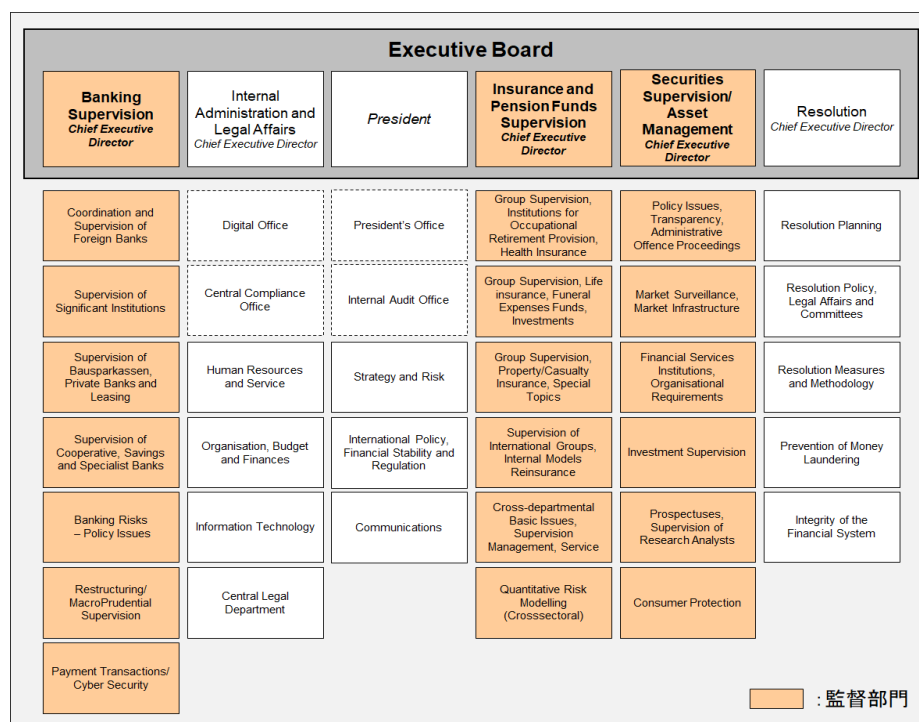 Executive Board
Banking
Supervision
Chief Executive
Director
Internal
Administration and
Legal Affairs
Chief Executive Director
President
Insurance and
Pension Funds
Supervision
Chief Executive
Director
Securities
Supervision/
Asset
Management
Chief Executive
Director
Resolution
Chief Executive Director
Coordination and
Supervision of
Foreign Banks
Digital Office
President's Office
Group Supervision,
Institutions for
Occupational
Retirement Provision,
Health Insurance
Policy Issues,
Transparency,
Administrative
Offence Proceedings
Resolution Planning
Supervision of
Significant Institutions
Central Compliance
Office
Internal Audit Office
Group Supervision, Life
insurance, Funeral
Expenses Funds,
Investments
Market Surveillance,
Market Infrastructure
Resolution Policy,
Legal Affairs and
Committees
Supervision of
Bausparkassen,
Private Banks and
Leasing
Human Resources
and Service
Strategy and Risk
Group Supervision,
Property/Casualty
Insurance, Special
Topics
Financial Services
Institutions,
Organisational
Requirements
Resolution Measures
and Methodology
Supervision of
Cooperative, Savings
and Specialist Banks
Organisation, Budget
and Finances
International Policy,
Financial Stability and
Regulation
Supervision of
International Groups,
Internal Models
Reinsurance
Investment Supervision
Prevention of Money
Laundering
Banking Risks
– Policy Issues
Information Technology
Communications
Cross-departmental
Basic Issues,
Supervision
Management, Service
Prospectuses,
Supervision of
Research Analysts
Integrity of the
Financial System
Restructuring/
MacroPrudential
Supervision
Central Legal
Department
Quantitative Risk
Modelling
(Crosssectoral)
Consumer Protection
Payment Transactions/
Cyber Security
:監督部門